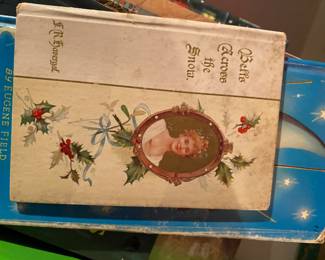 Bells
Across
the
Snow.
F. R. Havergal.
BY EUGENE FIELD